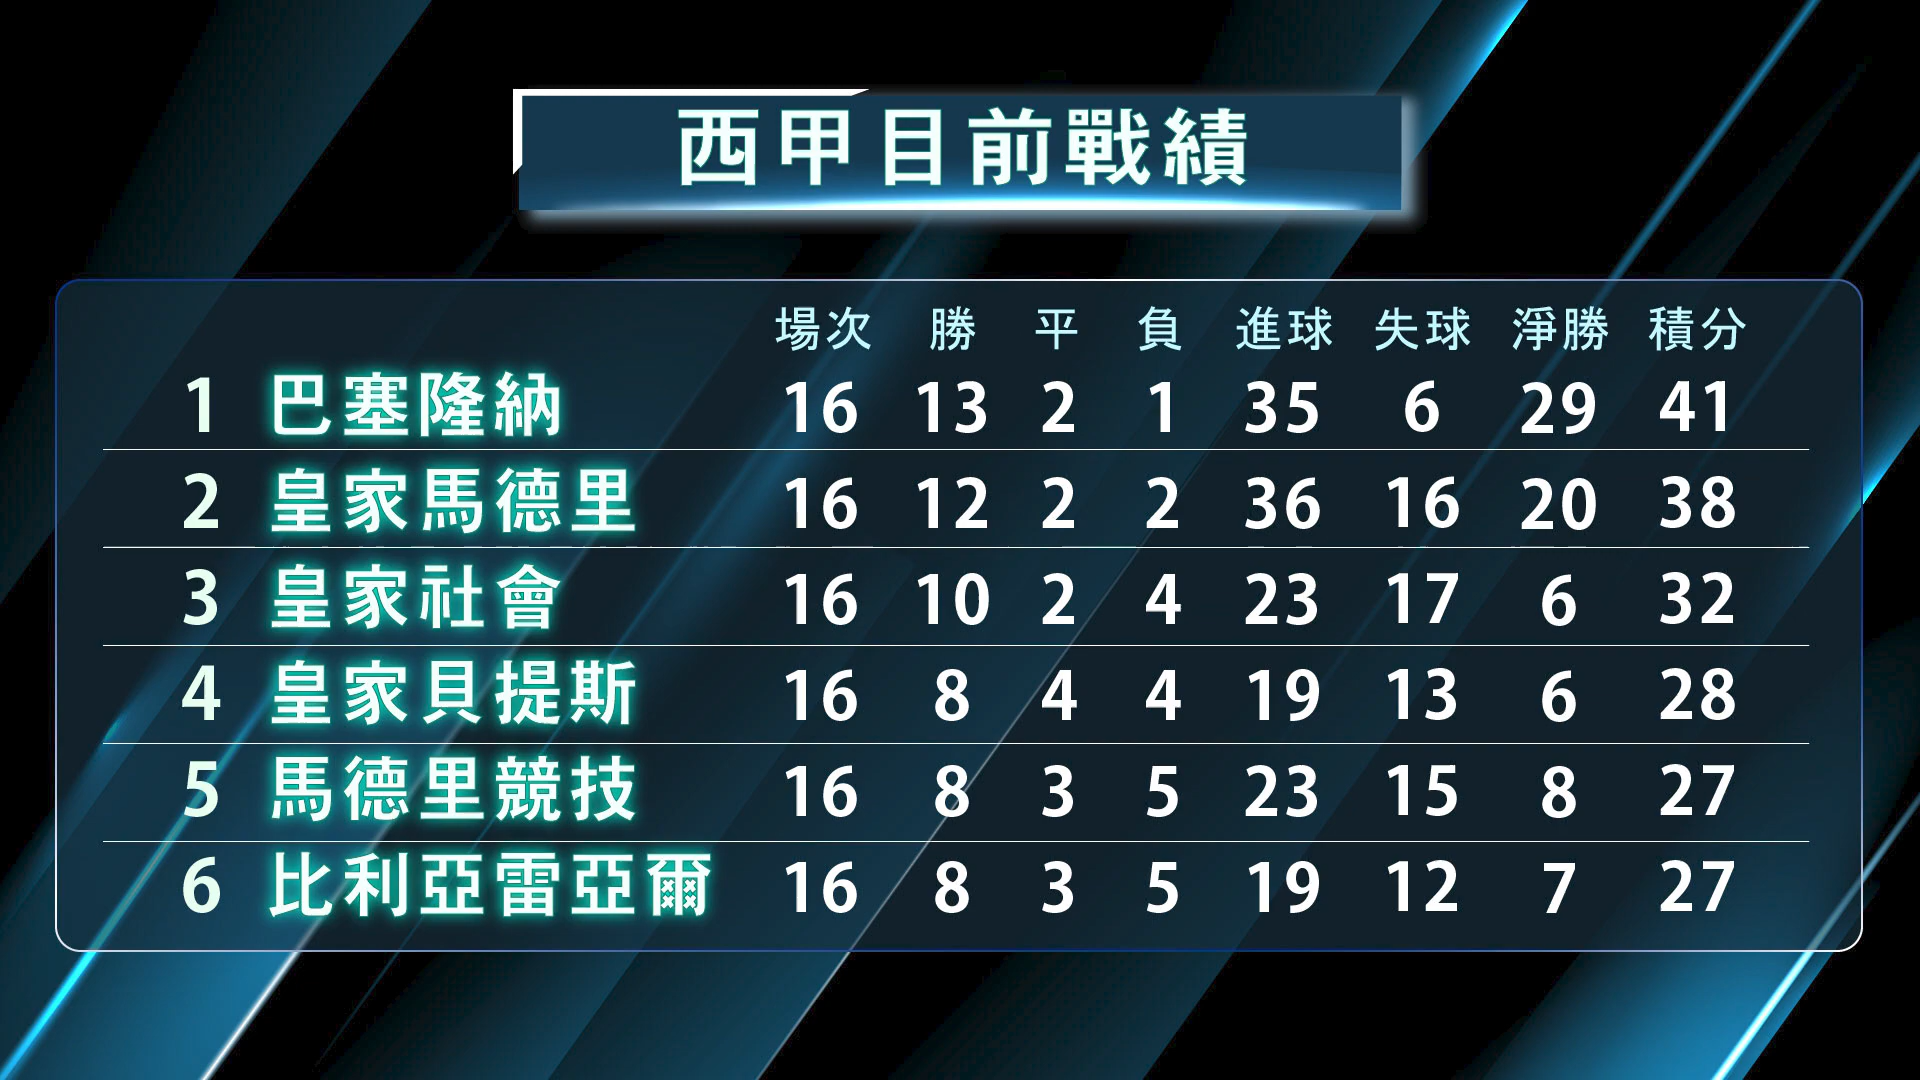 西甲目前戰績
場次 勝 平 負 進球 失球 淨勝 積分
1 巴塞隆納 16 13 2 1 35 6 29 41
2 皇家馬德里 16 12 2 2 36 16 20 38
3 皇家社會 16 10 2 4 23 17 6 32
4 皇家貝提斯 16 8 4 4 19 13 6 28
5 馬德里競技 16 8 3 5 23 15 8 27
6 比利亞雷亞爾 16 8 3 5 19 12 7 27